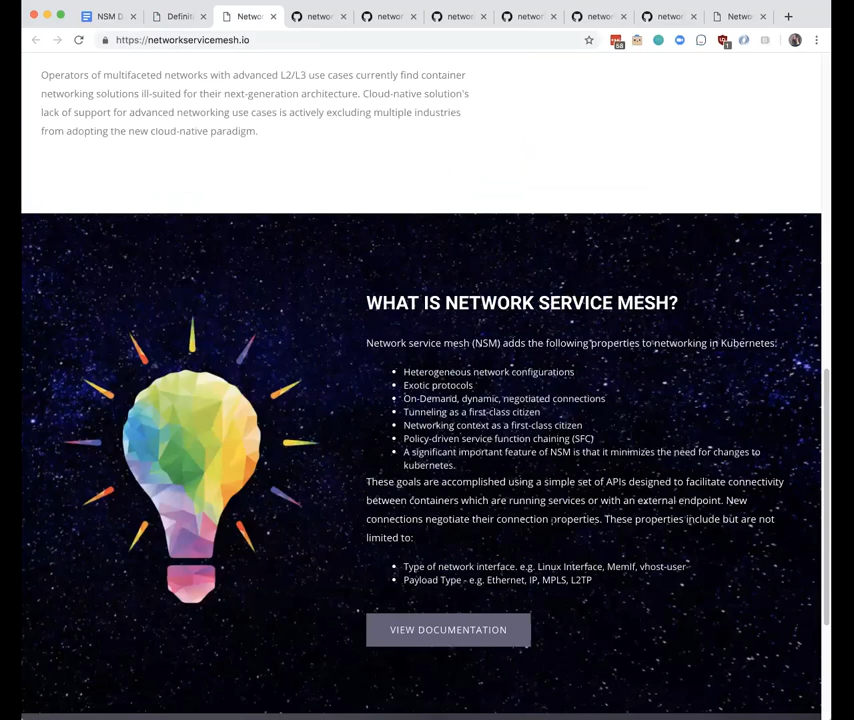 NSM D
Definit
Networ
networ
networ
networ
networ
networ
networ
Netwo
https://networkservicemesh.io
58
1
Operators of multifaceted networks with advanced L2/L3 use cases currently find container
networking solutions ill-suited for their next-generation architecture. Cloud-native solution's
lack of support for advanced networking use cases is actively excluding multiple industries
from adopting the new cloud-native paradigm.
WHAT IS NETWORK SERVICE MESH?
Network service mesh (NSM) adds the following properties to networking in Kubernetes:
• Heterogeneous network configurations
• Exotic protocols
• On-Demand, dynamic, negotiated connections
• Tunneling as a first-class citizen
• Networking context as a first-class citizen
• Policy-driven service function chaining (SFC)
• A significant important feature of NSM is that it minimizes the need for changes to
kubernetes.
These goals are accomplished using a simple set of APIs designed to facilitate connectivity
between containers which are running services or with an external endpoint. New
connections negotiate their connection properties. These properties include but are not
limited to:
• Type of network interface. e.g. Linux Interface, MemIf, vhost-user
• Payload Type - e.g. Ethernet, IP, MPLS, L2TP
VIEW DOCUMENTATION